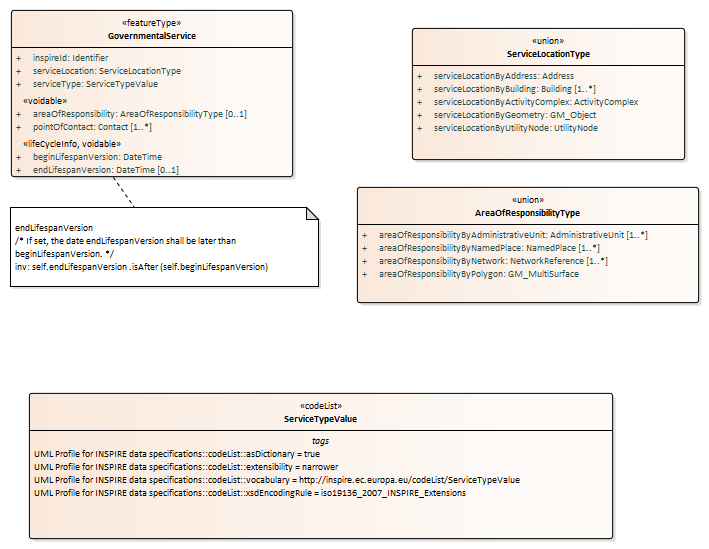 «featureType»
GovernmentalService
+ inspireId: Identifier
+ serviceLocation: ServiceLocationType
+ serviceType: ServiceTypeValue
«voidable»
+ areaOfResponsibility: AreaOfResponsibilityType [0..1]
+ pointOfContact: Contact [1..*]
«lifeCycleInfo, voidable»
+ beginLifespanVersion: DateTime
+ endLifespanVersion: DateTime [0..1]
endLifespanVersion
/* If set, the date endLifespanVersion shall be later than
beginLifespanVersion. */
inv: self.endLifespanVersion .isAfter (self.beginLifespanVersion)
«union»
ServiceLocationType
+ serviceLocationByAddress: Address
+ serviceLocationByBuilding: Building [1..*]
+ serviceLocationByActivityComplex: ActivityComplex
+ serviceLocationByGeometry: GM_Object
+ serviceLocationByUtilityNode: UtilityNode
«union»
AreaOfResponsibilityType
+ areaOfResponsibilityByAdministrativeUnit: AdministrativeUnit [1..*]
+ areaOfResponsibilityByNamedPlace: NamedPlace [1..*]
+ areaOfResponsibilityByNetwork: NetworkReference [1..*]
+ areaOfResponsibilityByPolygon: GM_MultiSurface
«codeList»
ServiceTypeValue
tags
UML Profile for INSPIRE data specifications::codeList::asDictionary = true
UML Profile for INSPIRE data specifications::codeList::extensibility = narrower
UML Profile for INSPIRE data specifications::codeList::vocabulary = http://inspire.ec.europa.eu/codeList/ServiceTypeValue
UML Profile for INSPIRE data specifications::codeList::xsdEncodingRule = iso19136_2007_INSPIRE_Extensions